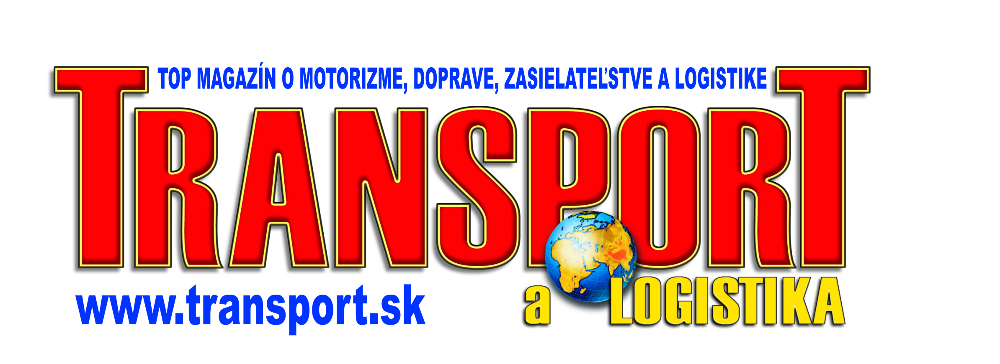 TOP MAGAZÍN O MOTORIZME, DOPRAVE, ZASIELATEĽSTVE A LOGISTIKE
TRANSPORT
www.transport.sk
a LOGISTIKA